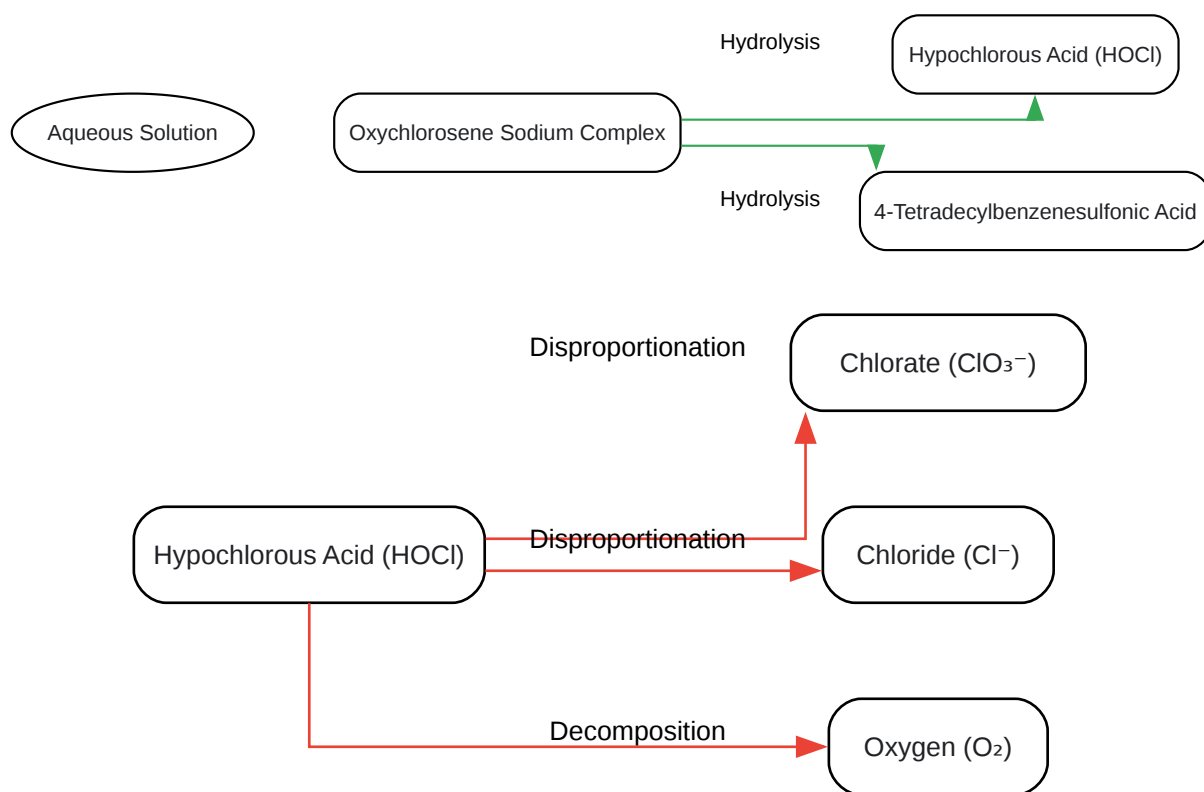 Hydrolysis
Hypochlorous Acid (HOCl)
Aqueous Solution
Oxychlorosene Sodium Complex
Hydrolysis
4-Tetradecylbenzenesulfonic Acid
Disproportionation
Chlorate (ClO₃⁻)
Hypochlorous Acid (HOCl)
Disproportionation
Chloride (Cl⁻)
Decomposition
Oxygen (O₂)